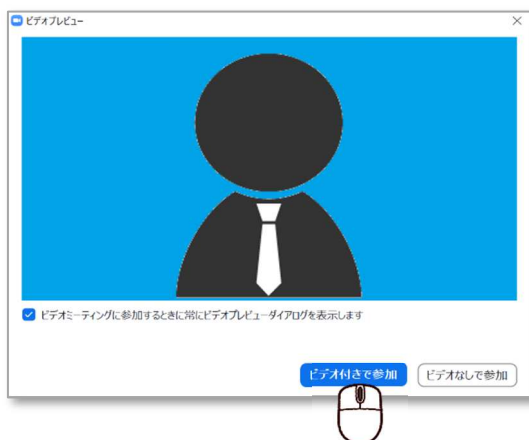 ビデオプレビュー
ビデオミーティングに参加するときに常にビデオプレビューダイアログを表示します
ビデオ付きで参加
ビデオなしで参加